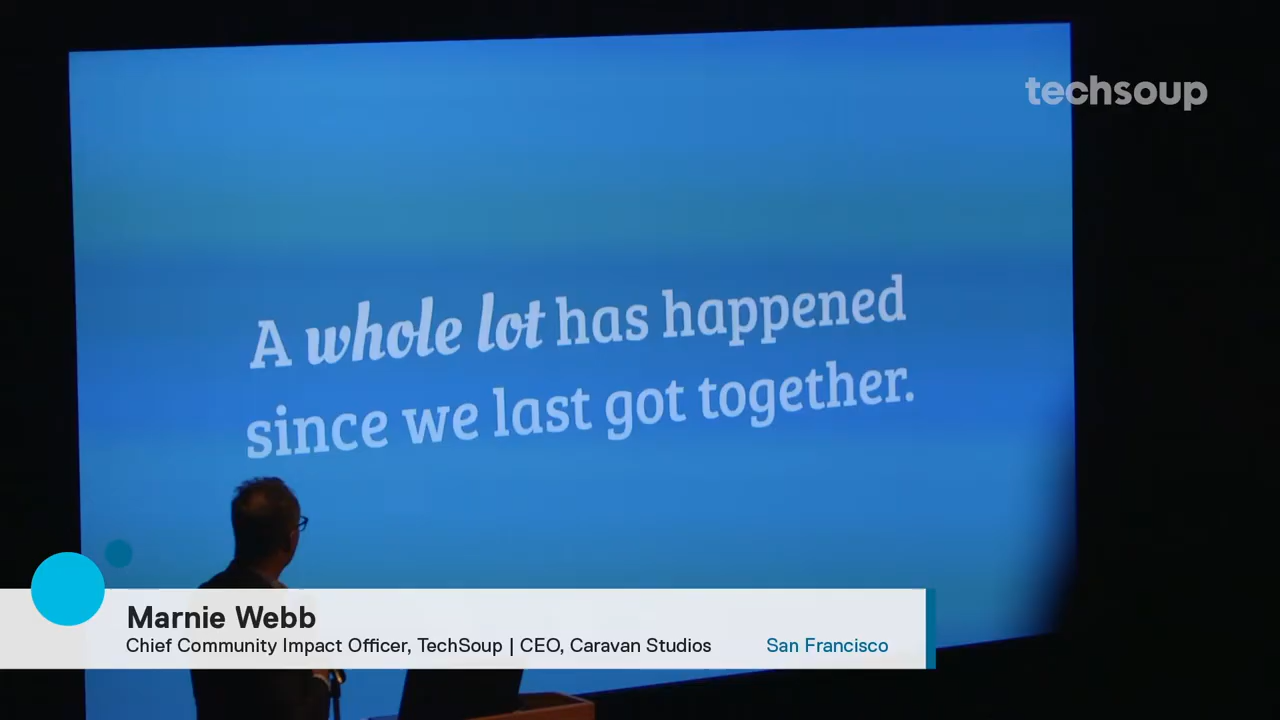 techsoup
A whole lot has happened
since we last got together.
Marnie Webb
Chief Community Impact Officer, TechSoup | CEO, Caravan Studios San Francisco